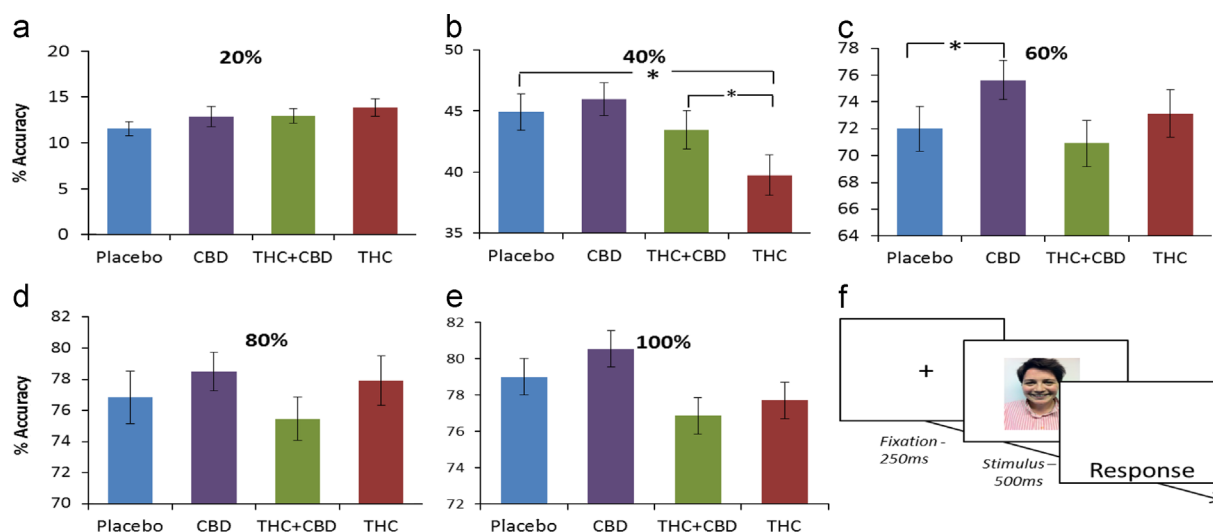 a
20%
% Accuracy
20
15
10
5
0
Placebo CBD THC+CBD THC
b
40%
*
*
50
45
40
35
Placebo CBD THC+CBD THC
c
* 60%
78
76
74
72
70
68
66
64
Placebo CBD THC+CBD THC
d
80%
% Accuracy
82
80
78
76
74
72
70
Placebo CBD THC+CBD THC
e
100%
82
80
78
76
74
72
Placebo CBD THC+CBD THC
f
+
Fixation -
250ms
Stimulus–
500ms
Response